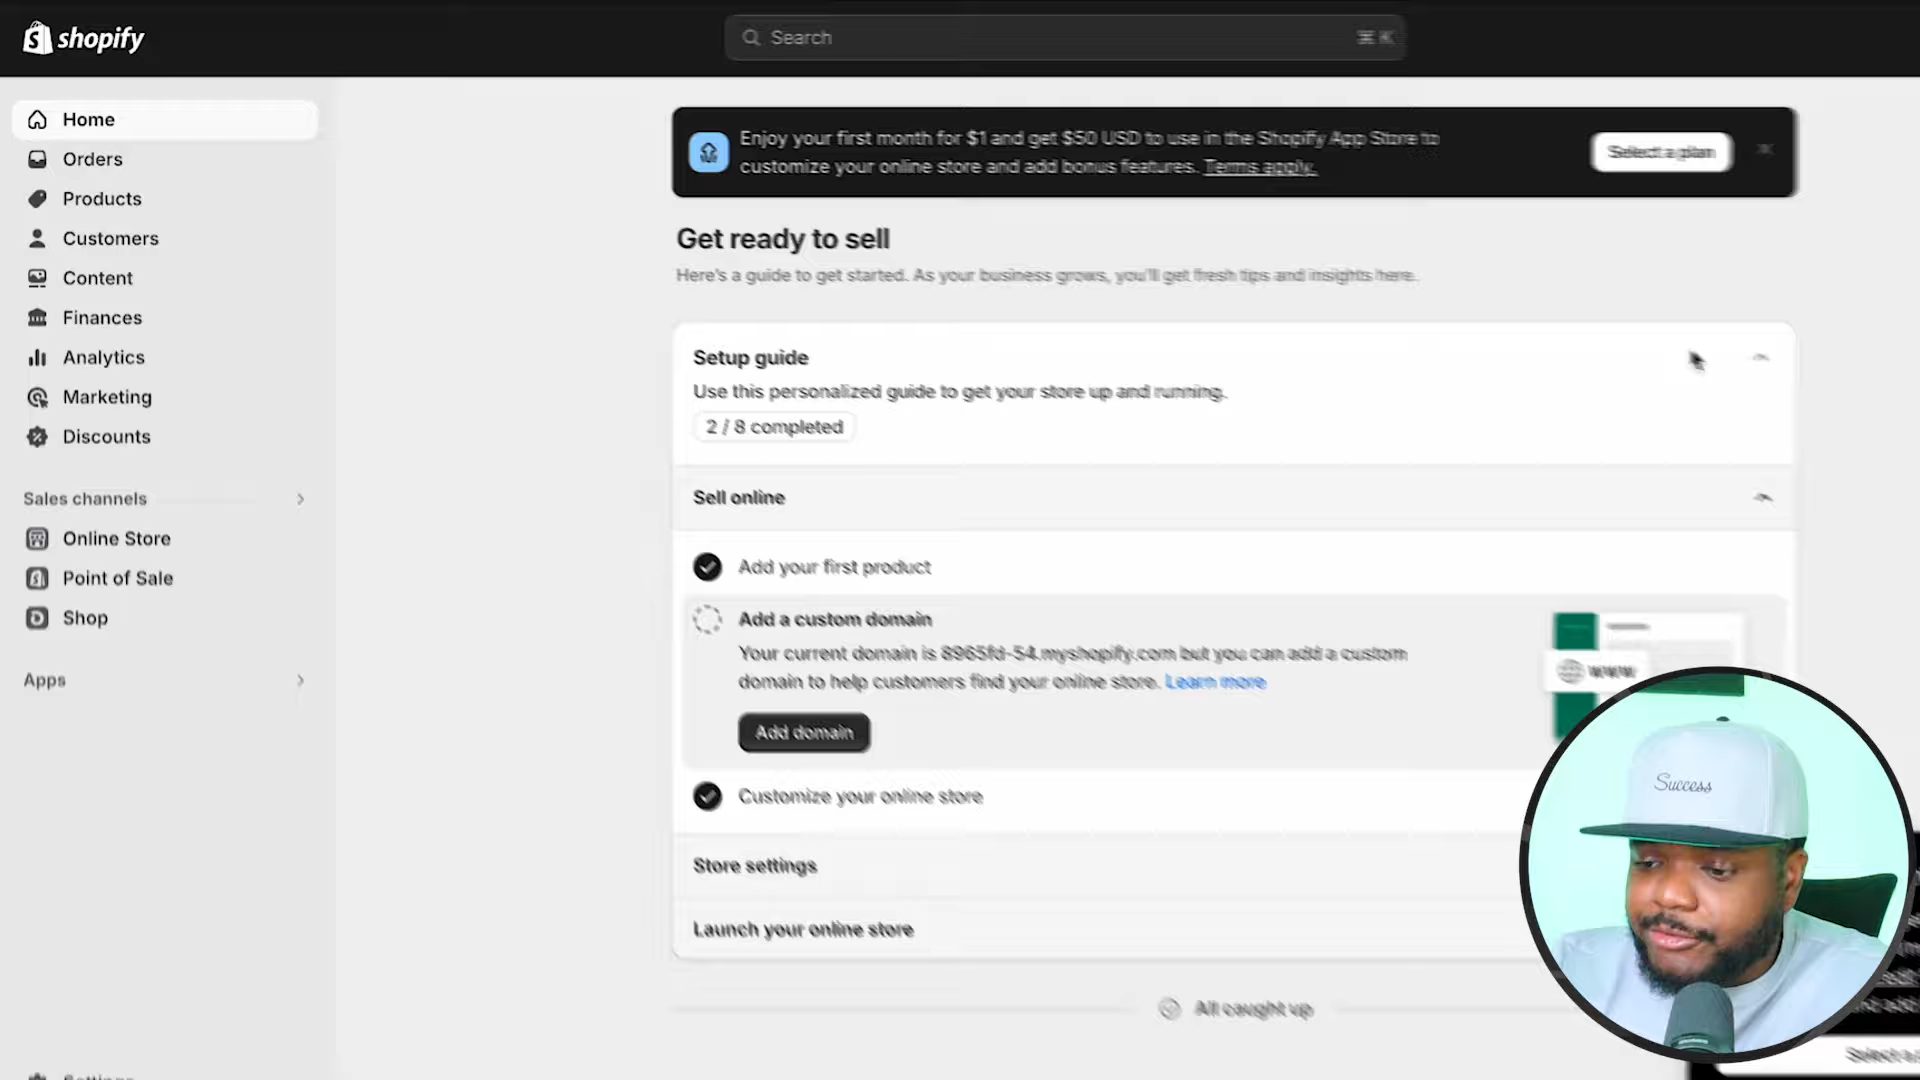 shopify
Search
⌘ K
Home
Orders
Products
Customers
Content
Finances
Analytics
Marketing
Discounts
Sales channels
Online Store
Point of Sale
Shop
Apps
Settings
Enjoy your first month for $1 and get $50 USD to use in the Shopify App Store to
customize your online store and add bonus features. Terms apply.
Select a plan
Get ready to sell
Here's a guide to get started. As your business grows, you'll get fresh tips and insights here.
Setup guide
Use this personalized guide to get your store up and running.
2 / 8 completed
Sell online
Add your first product
Add a custom domain
Your current domain is 8965fd-54.myshopify.com but you can add a custom
domain to help customers find your online store. Learn more
Add domain
www
Customize your online store
Store settings
Launch your online store
All caught up
Success
Select a